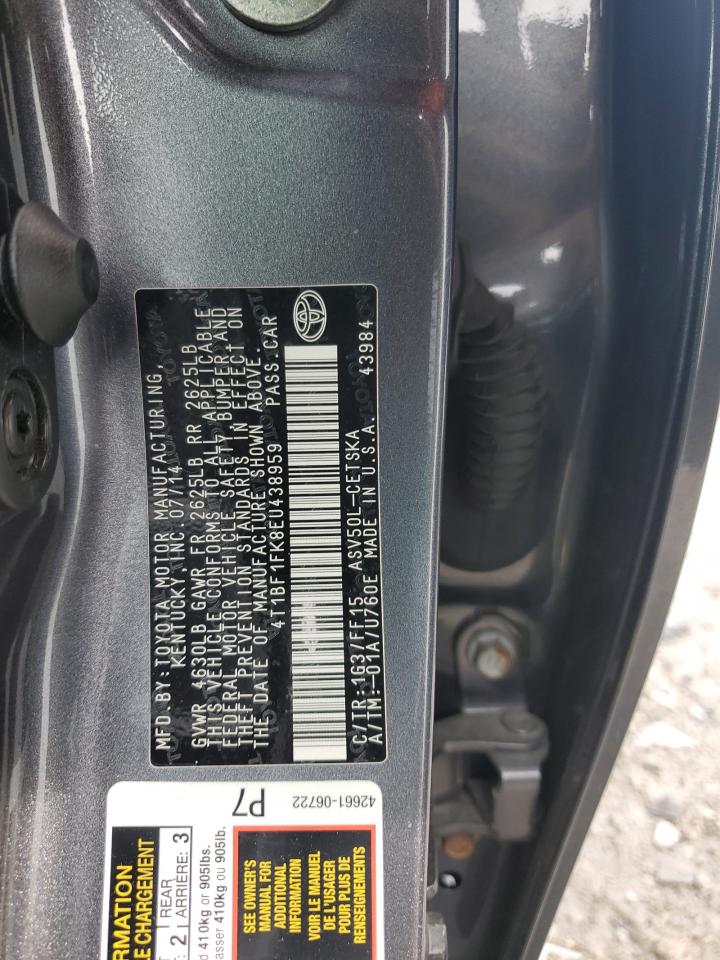 MFD. BY: TOYOTA MOTOR MANUFACTURING,
KENTUCKY, INC. 07/14
GVWR 4630LB GAWR FR 2625LB RR 2625LB
THIS VEHICLE CONFORMS TO ALL APPLICABLE
FEDERAL MOTOR VEHICLE SAFETY, BUMPER, AND
THEFT PREVENTION STANDARDS IN EFFECT ON
THE DATE OF MANUFACTURE SHOWN ABOVE.
4T1BF1FK8EU438959 PASS.CAR
C/TR: 1G3/FF15 ASV50L-CETSKA
A/TM: -01A/U760E MADE IN U.S.A. 43984
P7
42661-06722
REAR
2 ARRIÈRE: 3
410kg or 905lbs.
410kg ou 905lb.
SEE OWNER'S
MANUAL FOR
ADDITIONAL
INFORMATION
VOIR LE MANUEL
DE L'USAGER
POUR PLUS DE